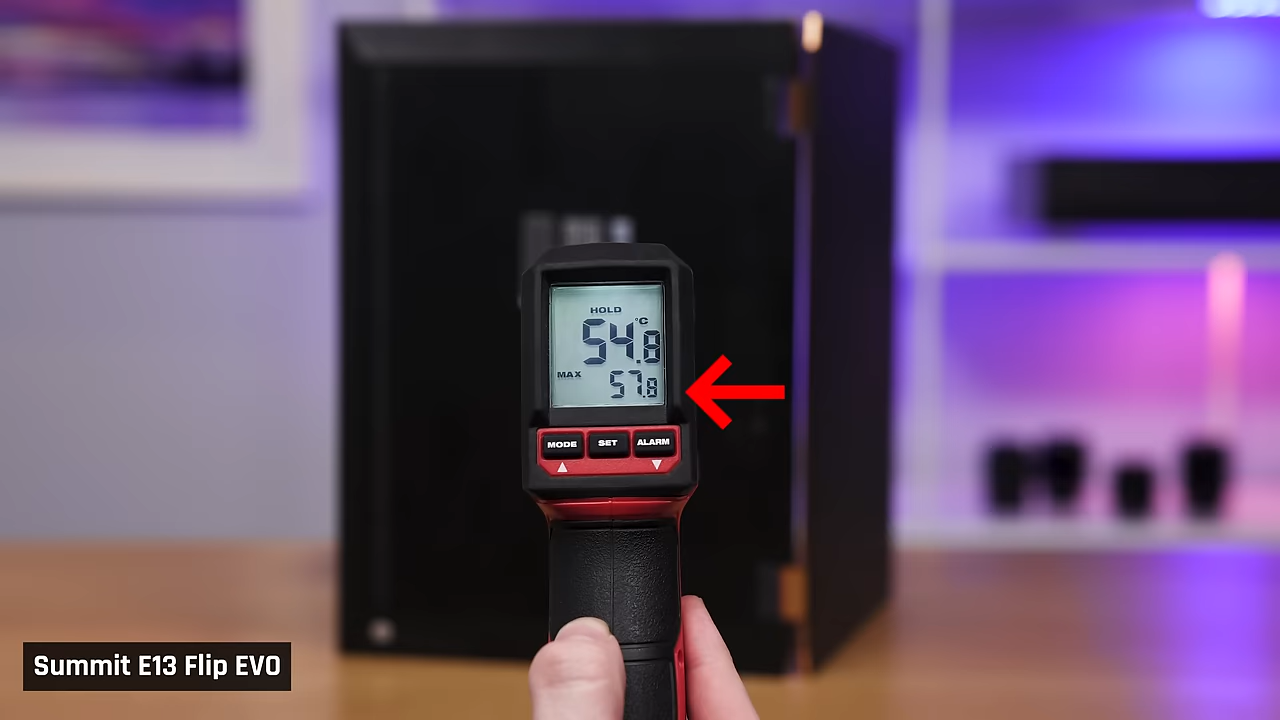 HOLD
°C
54.8
MAX 57.8
MODE SET ALARM
Summit E13 Flip EVO